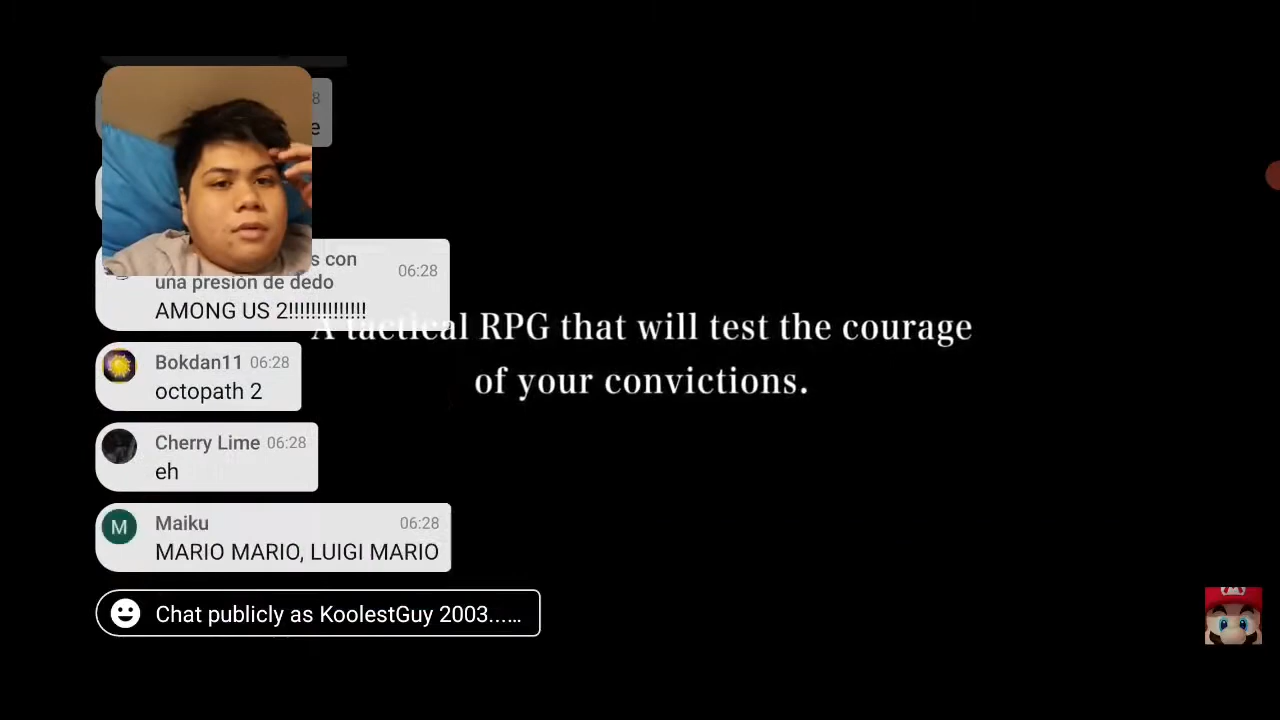 8
e
s con
una presión de dedo
06:28
AMONG US 2!!!!!!!!!!!!!!
A tactical RPG that will test the courage
of your convictions.
Bokdan11 06:28
octopath 2
Cherry Lime 06:28
eh
M
Maiku 06:28
MARIO MARIO, LUIGI MARIO
Chat publicly as KoolestGuy 2003......